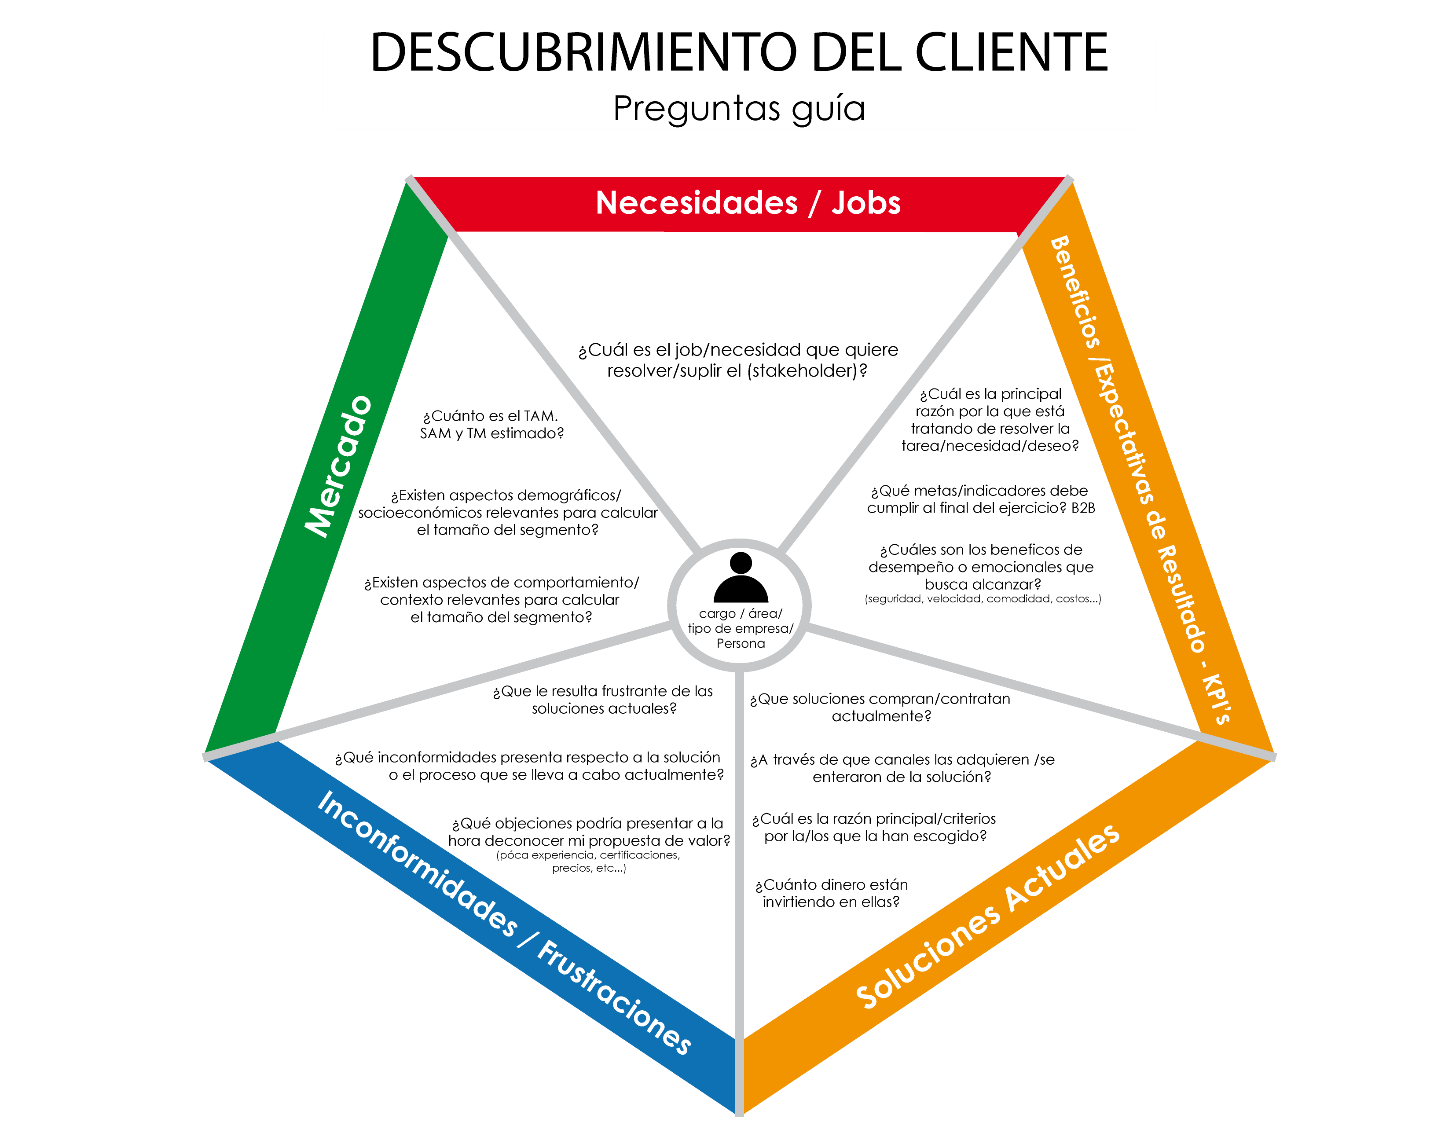 DESCUBRIMIENTO DEL CLIENTE
Preguntas guía
Necesidades / Jobs
¿Cuál es el job/necesidad que quiere
resolver/suplir el (stakeholder)?
Beneficios /Expectativas de Resultado - KPI's
¿Cuál es la principal
razón por la que está
tratando de resolver la
tarea/necesidad/deseo?
¿Qué metas/indicadores debe
cumplir al final del ejercicio? B2B
¿Cuáles son los beneficos de
desempeño o emocionales que
busca alcanzar?
(seguridad, velocidad, comodidad, costos...)
Soluciones Actuales
¿Que soluciones compran/contratan
actualmente?
¿A través de que canales las adquieren /se
enteraron de la solución?
¿Cuál es la razón principal/criterios
por la/los que la han escogido?
¿Cuánto dinero están
invirtiendo en ellas?
Inconformidades / Frustraciones
¿Que le resulta frustrante de las
soluciones actuales?
¿Qué inconformidades presenta respecto a la solución
o el proceso que se lleva a cabo actualmente?
¿Qué objeciones podría presentar a la
hora deconocer mi propuesta de valor?
(póca experiencia, certificaciones,
precios, etc...)
Mercado
¿Cuánto es el TAM.
SAM y TM estimado?
¿Existen aspectos demográficos/
socioeconómicos relevantes para calcular
el tamaño del segmento?
¿Existen aspectos de comportamiento/
contexto relevantes para calcular
el tamaño del segmento?
cargo / área/
tipo de empresa/
Persona